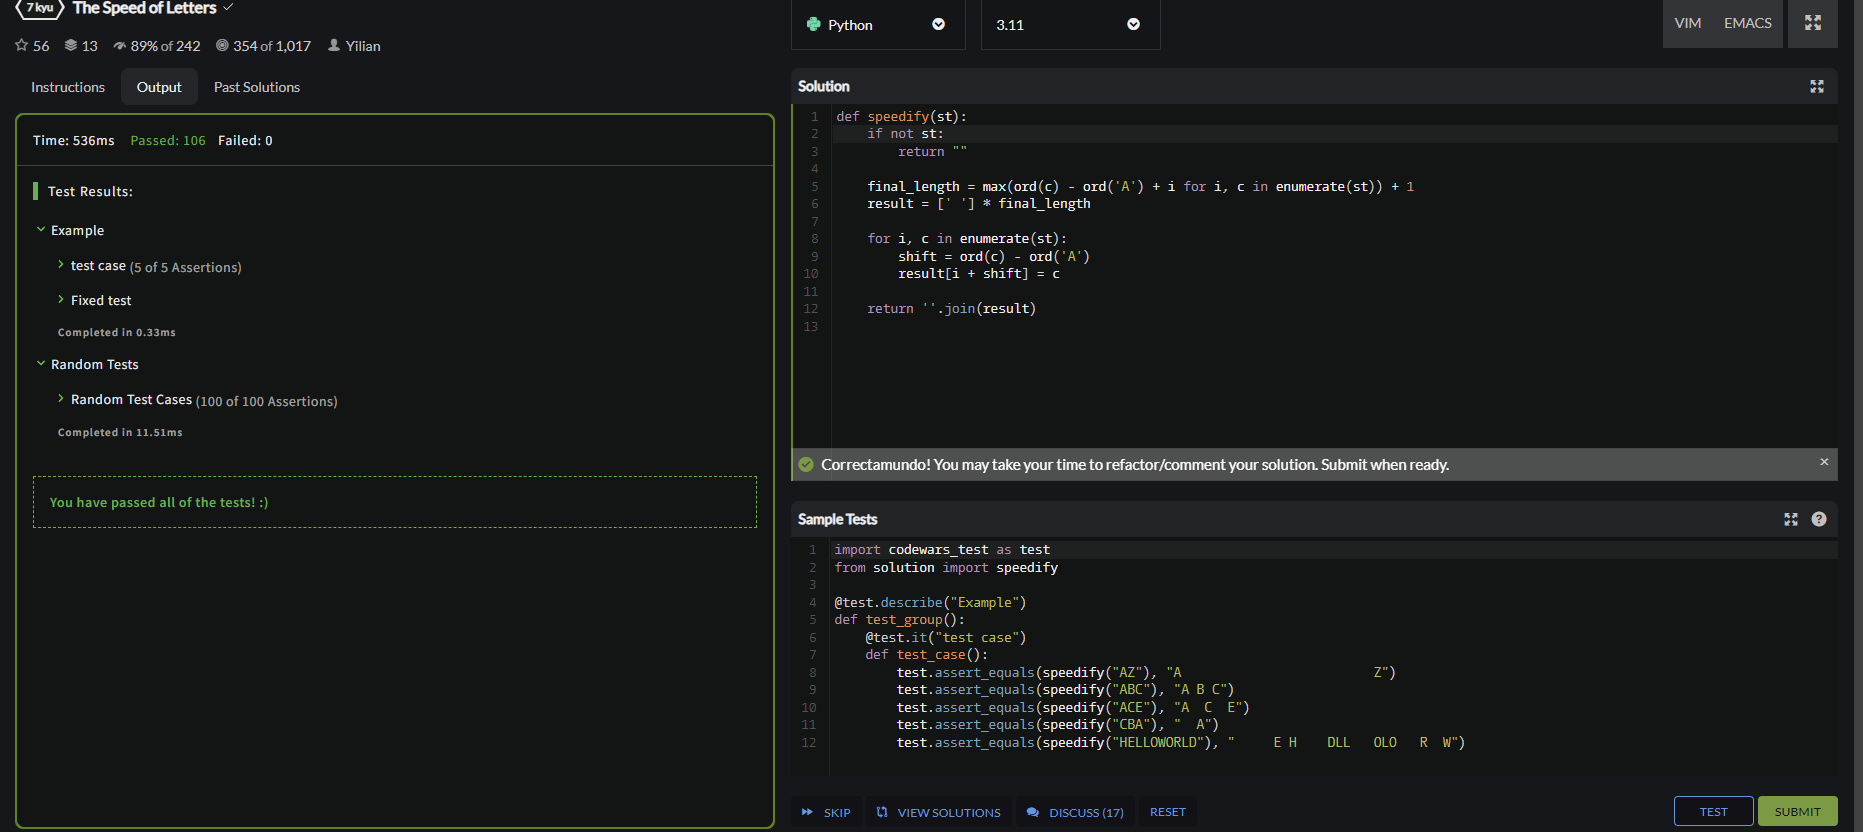 7 kyu The Speed of Letters
56 13 89% of 242 354 of 1,017 Yilian
Instructions Output Past Solutions
Time: 536ms Passed: 106 Failed: 0
Test Results:
Example
test case (5 of 5 Assertions)
Fixed test
Completed in 0.33ms
Random Tests
Random Test Cases (100 of 100 Assertions)
Completed in 11.51ms
You have passed all of the tests! :)
Python 3.11 VIM EMACS
Solution
1 def speedify(st):
2     if not st:
3         return ""
4
5     final_length = max(ord(c) - ord('A') + i for i, c in enumerate(st)) + 1
6     result = [' '] * final_length
7
8     for i, c in enumerate(st):
9         shift = ord(c) - ord('A')
10         result[i + shift] = c
11
12     return ''.join(result)
13
Correctamundo! You may take your time to refactor/comment your solution. Submit when ready. ×
Sample Tests ?
1 import codewars_test as test
2 from solution import speedify
3
4 @test.describe("Example")
5 def test_group():
6     @test.it("test case")
7     def test_case():
8         test.assert_equals(speedify("AZ"), "A                         Z")
9         test.assert_equals(speedify("ABC"), "A B C")
10         test.assert_equals(speedify("ACE"), "A  C  E")
11         test.assert_equals(speedify("CBA"), "  A")
12         test.assert_equals(speedify("HELLOWORLD"), "     E H    DLL   OLO   R  W")
SKIP VIEW SOLUTIONS DISCUSS (17) RESET TEST SUBMIT